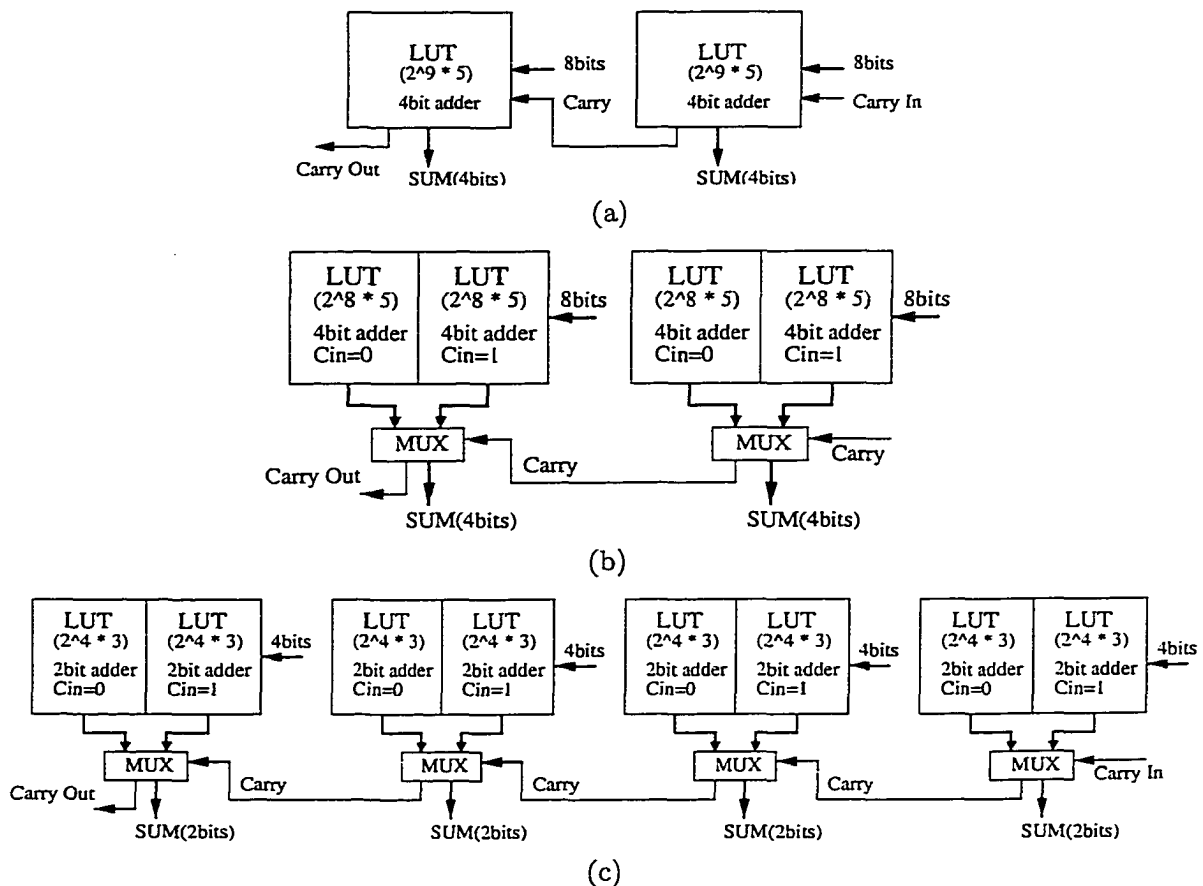 LUT
(2^9 * 5)
4bit adder
8bits
Carry
LUT
(2^9 * 5)
4bit adder
8bits
Carry In
Carry Out
SUM(4bits)
SUM(4bits)
(a)
LUT
(2^8 * 5)
4bit adder
Cin=0
LUT
(2^8 * 5)
4bit adder
Cin=1
8bits
LUT
(2^8 * 5)
4bit adder
Cin=0
LUT
(2^8 * 5)
4bit adder
Cin=1
8bits
MUX
MUX
Carry Out
Carry
Carry
SUM(4bits)
SUM(4bits)
(b)
LUT
(2^4 * 3)
2bit adder
Cin=0
LUT
(2^4 * 3)
2bit adder
Cin=1
4bits
LUT
(2^4 * 3)
2bit adder
Cin=0
LUT
(2^4 * 3)
2bit adder
Cin=1
4bits
LUT
(2^4 * 3)
2bit adder
Cin=0
LUT
(2^4 * 3)
2bit adder
Cin=1
4bits
LUT
(2^4 * 3)
2bit adder
Cin=0
LUT
(2^4 * 3)
2bit adder
Cin=1
4bits
MUX
MUX
MUX
MUX
Carry Out
Carry
Carry
Carry
Carry In
SUM(2bits)
SUM(2bits)
SUM(2bits)
SUM(2bits)
(c)